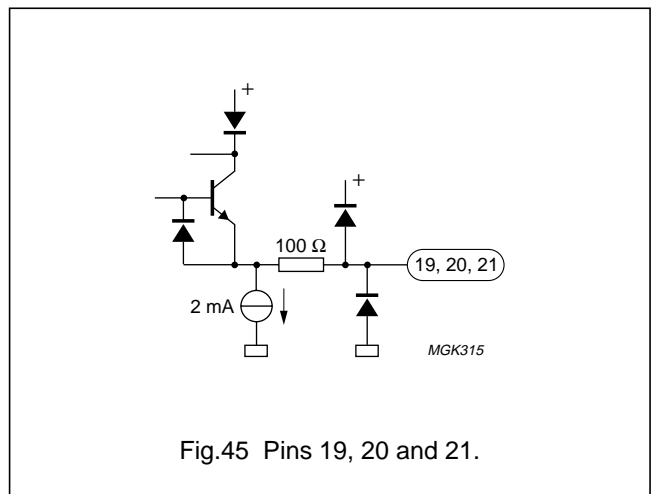 +
+
100 Ω
19, 20, 21
2 mA
MGK315
Fig.45 Pins 19, 20 and 21.